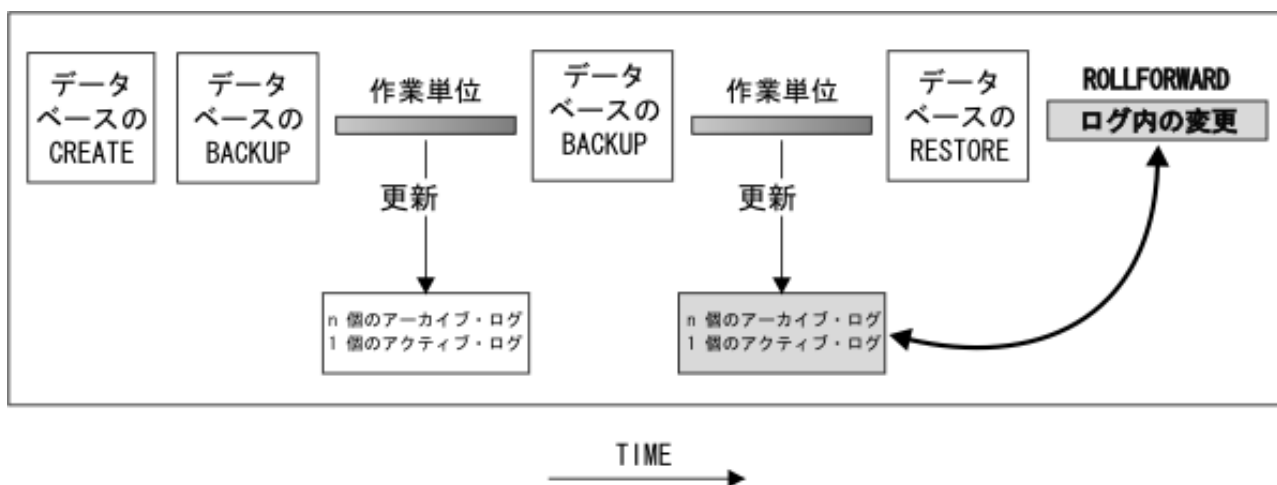 データ
ベースの
CREATE
データ
ベースの
BACKUP
作業単位
更新
n 個のアーカイブ・ログ
1 個のアクティブ・ログ
データ
ベースの
BACKUP
作業単位
更新
n 個のアーカイブ・ログ
1 個のアクティブ・ログ
データ
ベースの
RESTORE
ROLLFORWARD
ログ内の変更
TIME